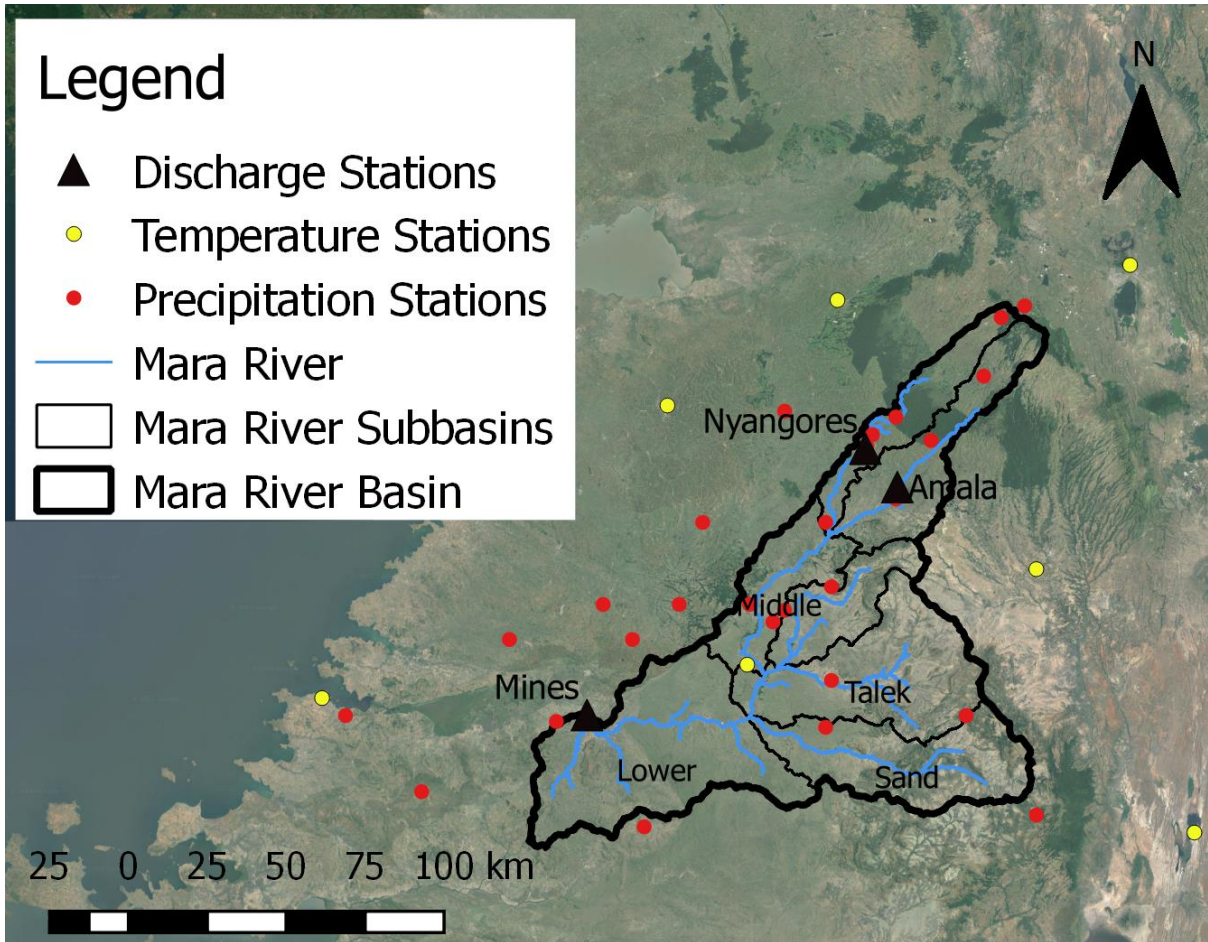 Legend
Discharge Stations
Temperature Stations
Precipitation Stations
Mara River
Mara River Subbasins
Mara River Basin
N
Nyangores
Amala
Middle
Mines
Talek
Lower
Sand
25 0 25 50 75 100 km